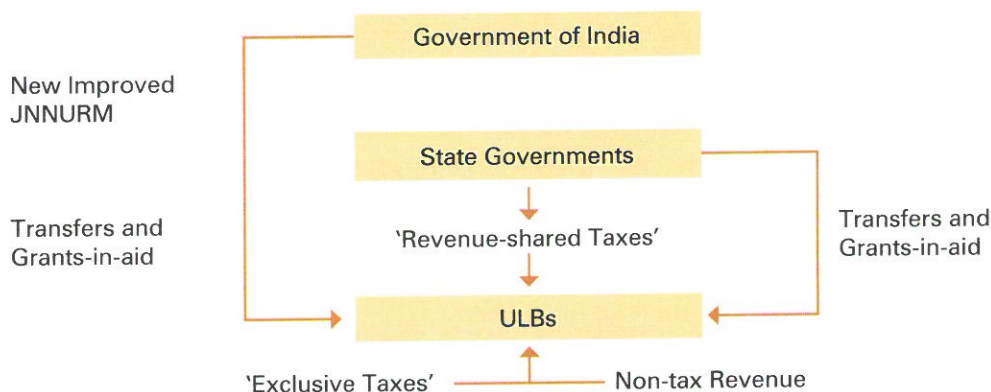 Government of India
New Improved
JNNURM
State Governments
Transfers and
Grants-in-aid
'Revenue-shared Taxes'
Transfers and
Grants-in-aid
ULBs
'Exclusive Taxes'
Non-tax Revenue